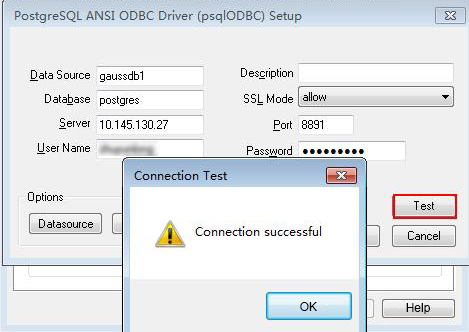 PostgreSQL ANSI ODBC Driver (psqlODBC) Setup
Data Source gaussdb1 Description
Database postgres SSL Mode allow
Server 10.145.130.27 Port 8891
User Name Password ●●●●●●●●●
Connection Test
Options
Test
Datasource
Connection successful
Cancel
OK
Help